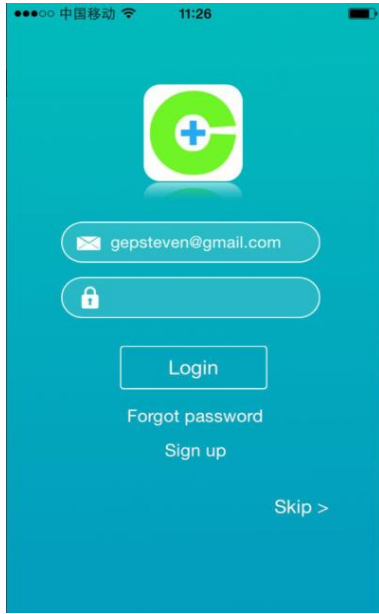 中国移动 11:26
gepsteven@gmail.com
Login
Forgot password
Sign up
Skip >